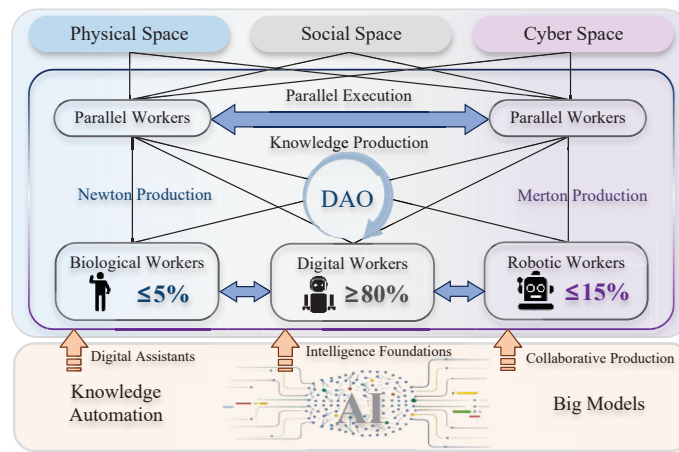 Physical Space
Social Space
Cyber Space
Parallel Execution
Parallel Workers
Parallel Workers
Knowledge Production
Newton Production
DAO
Merton Production
Biological Workers
≤5%
Digital Workers
≥80%
Robotic Workers
≤15%
Digital Assistants
Intelligence Foundations
Collaborative Production
Knowledge
Automation
AI
Big Models